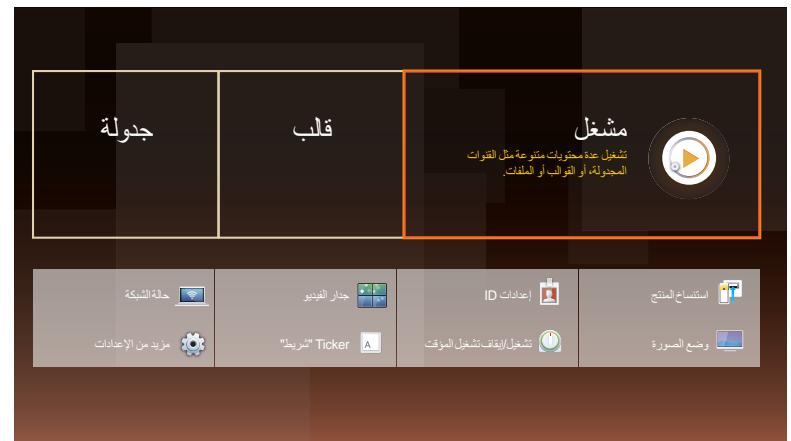 مشغل
تشغيل عدة محتويات متنوعة مثل القنوات
المجدولة، أو القوالب أو الملفات.
قالب
جدولة
استنساخ المنتج
إعدادات ID
جدار الفيديو
حالة الشبكة
وضع الصورة
تشغيل/إيقاف تشغيل المؤقت
Ticker "شريط"
A
مزيد من الإعدادات